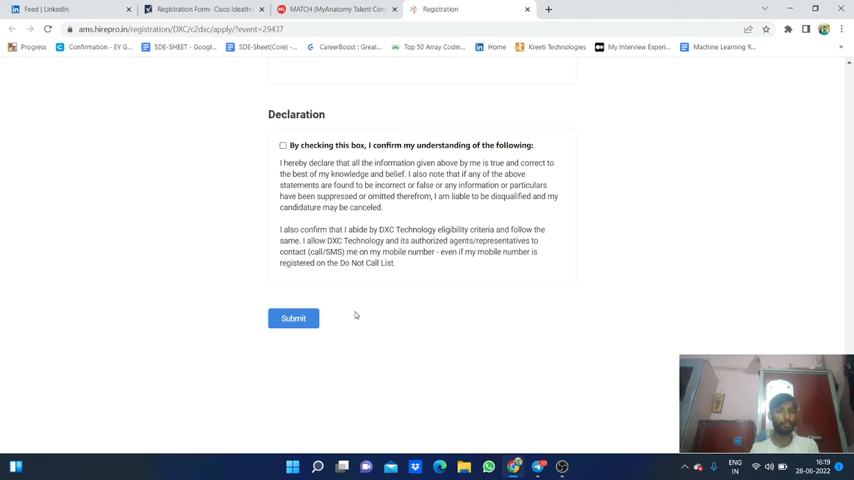 Feed | LinkedIn
Registration Form- Cisco Ideatho
MATCH (MyAnatomy Talent Con
Registration
ams.hirepro.in/registration/DXC/c2dxc/apply/?event=29437
Progress
Confirmation - EY G...
SDE-SHEET - Googl...
SDE-Sheet(Core) -...
CareerBoost : Great...
Top 50 Array Codin...
Home
Kreeti Technologies
My Interview Experi...
Machine Learning R...
Declaration
By checking this box, I confirm my understanding of the following:
I hereby declare that all the information given above by me is true and correct to
the best of my knowledge and belief. I also note that if any of the above
statements are found to be incorrect or false or any information or particulars
have been suppressed or omitted therefrom, I am liable to be disqualified and my
candidature may be canceled.
I also confirm that I abide by DXC Technology eligibility criteria and follow the
same. I allow DXC Technology and its authorized agents/representatives to
contact (call/SMS) me on my mobile number - even if my mobile number is
registered on the Do Not Call List.
Submit
ENG
IN
16:19
28-06-2022